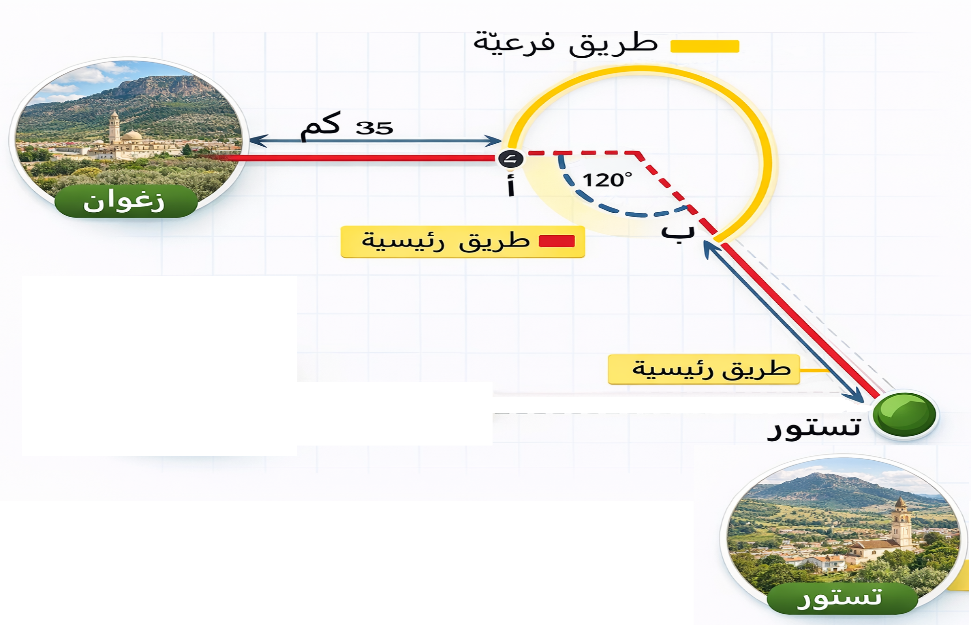 طريق فرعيّة
35 كم
زغوان
أ
120°
ب
طريق رئيسية
طريق رئيسية
تستور
تستور